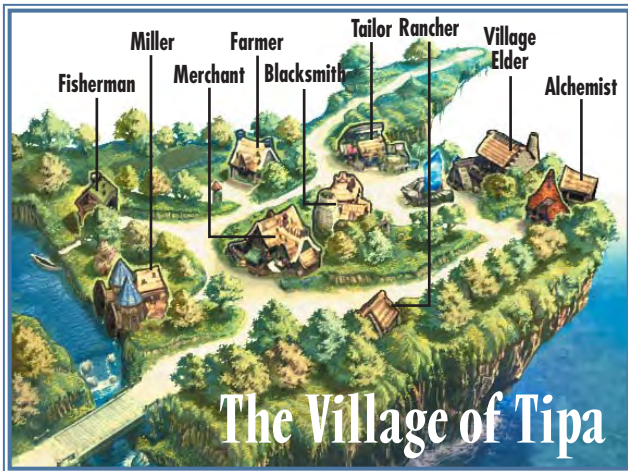 Tailor Rancher
Village
Elder
Miller
Farmer
Fisherman
Merchant
Blacksmith
Alchemist
The Village of Tipa